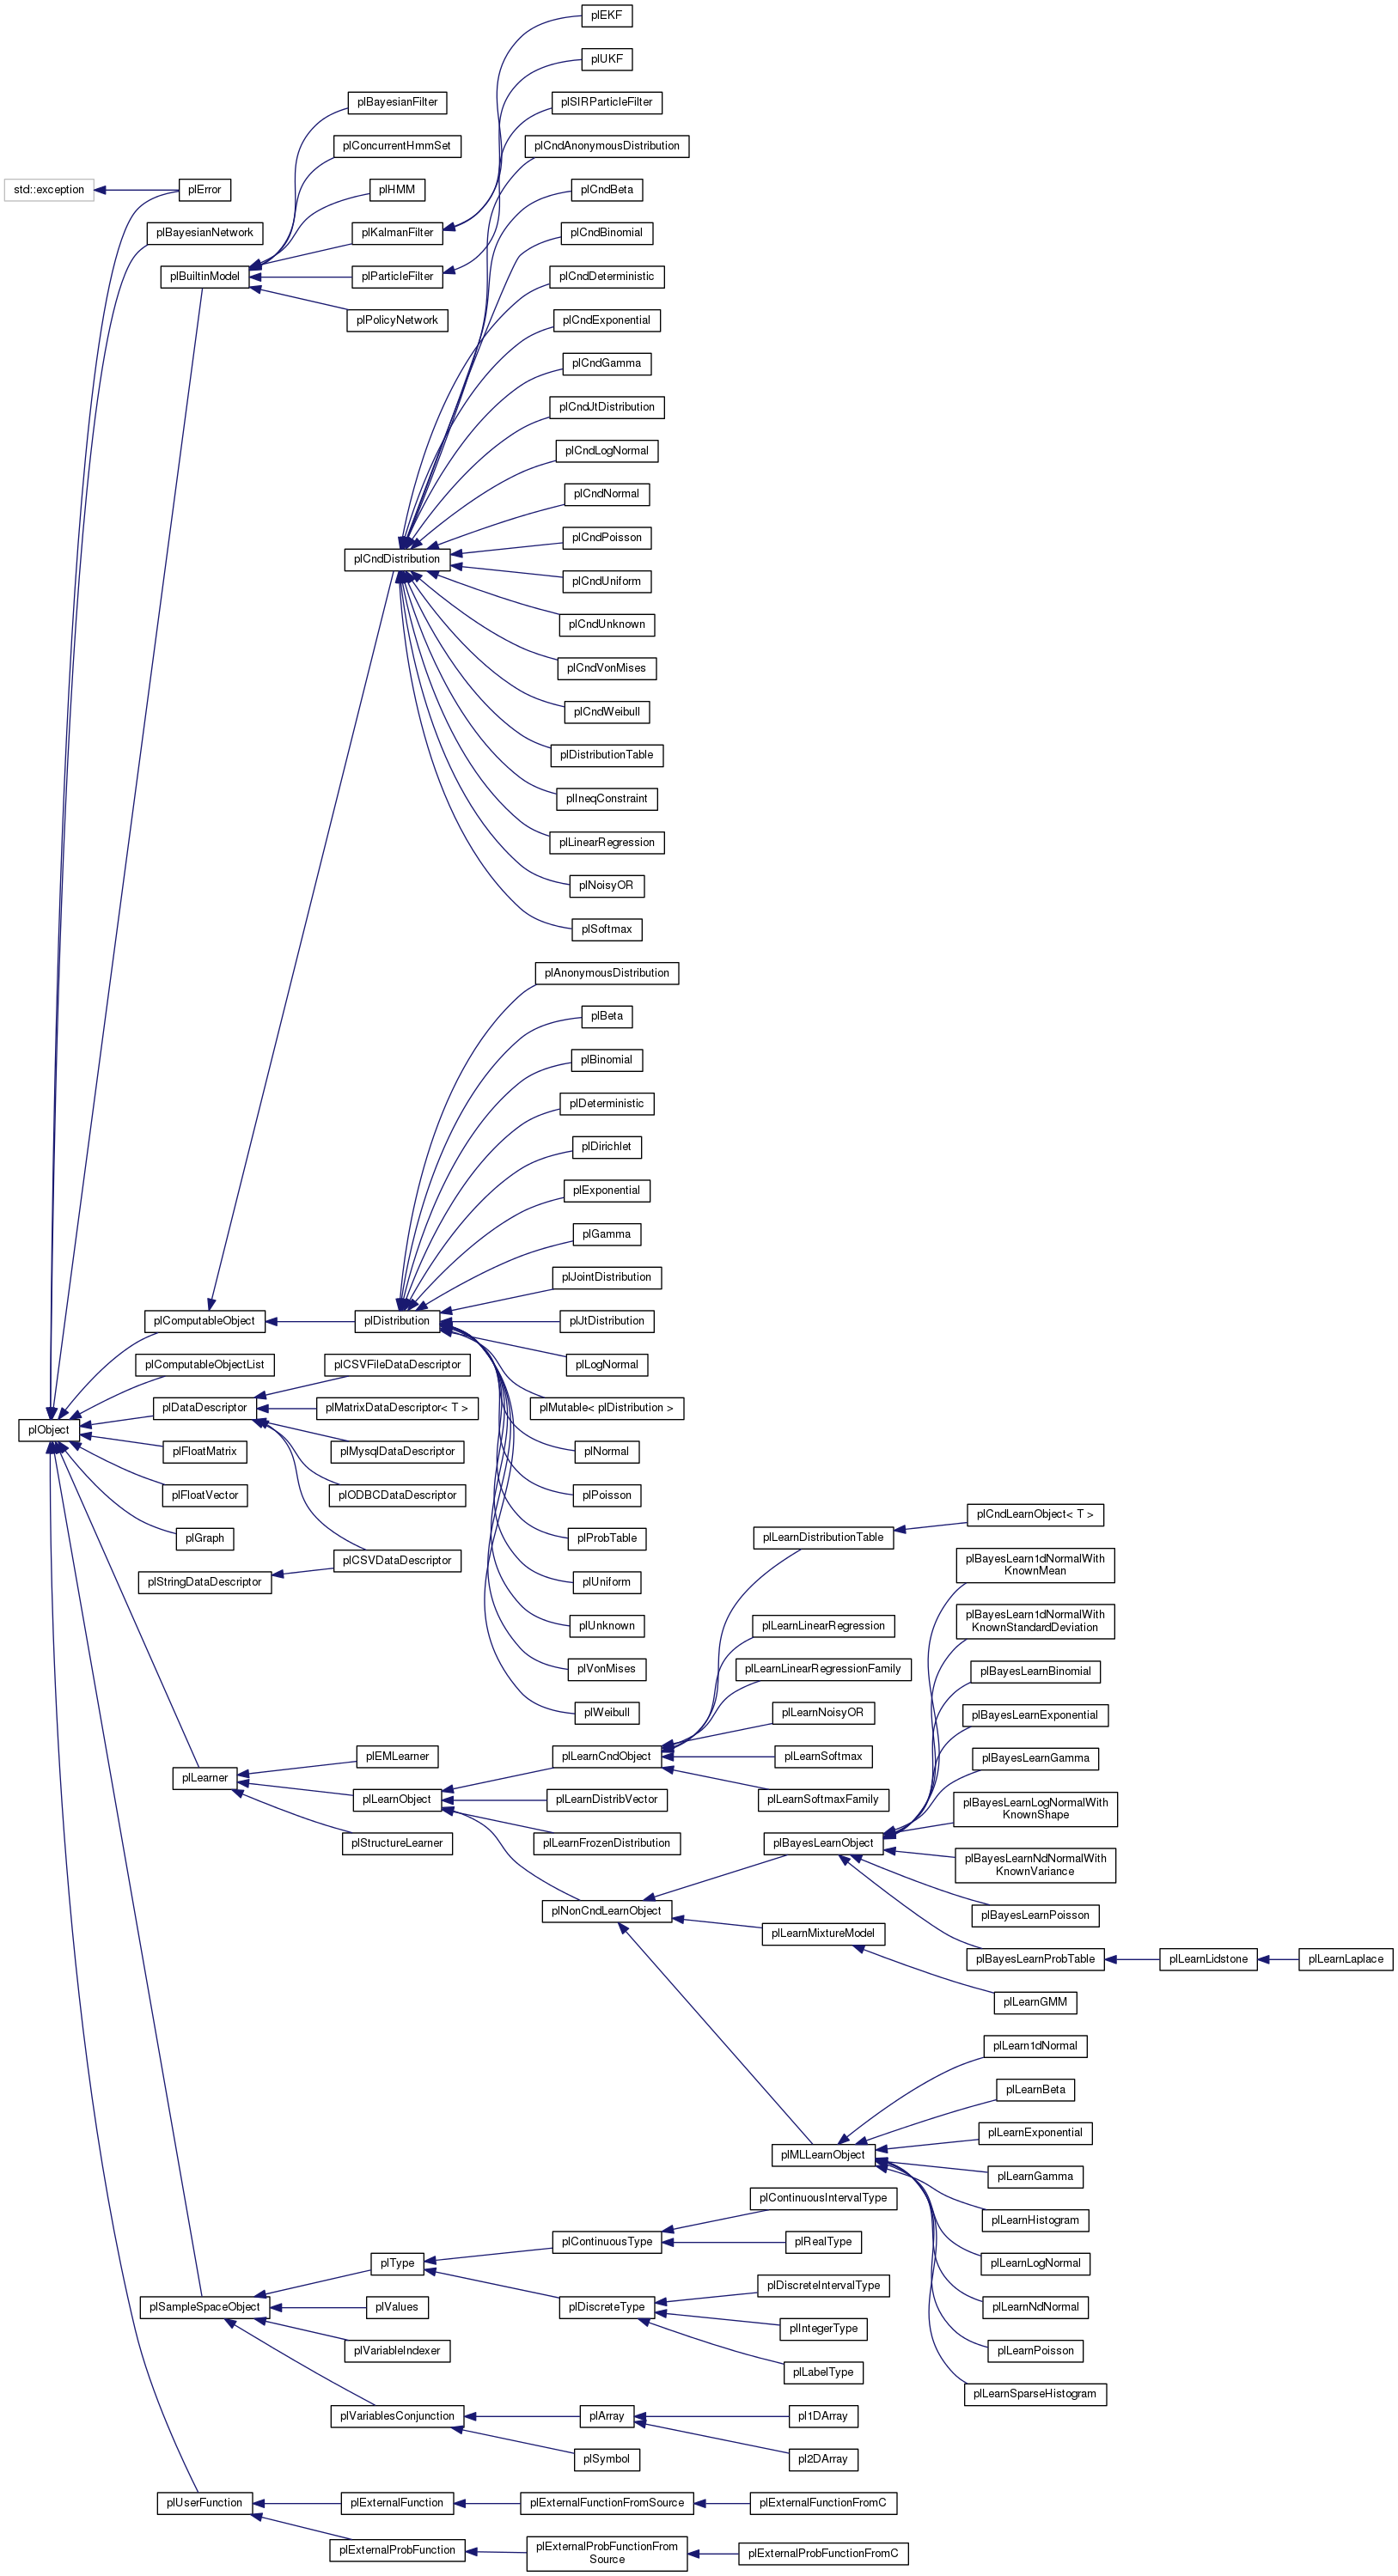 plEKF
plUKF
plBayesianFilter
plSIRParticleFilter
plConcurrentHmmSet
plCndAnonymousDistribution
std::exception
plError
plHMM
plCndBeta
plBayesianNetwork
plKalmanFilter
plCndBinomial
plBuiltinModel
plParticleFilter
plCndDeterministic
plPolicyNetwork
plCndExponential
plCndGamma
plCndJtDistribution
plCndLogNormal
plCndNormal
plCndPoisson
plCndDistribution
plCndUniform
plCndUnknown
plCndVonMises
plCndWeibull
plDistributionTable
plIneqConstraint
plLinearRegression
plNoisyOR
plSoftmax
plAnonymousDistribution
plBeta
plBinomial
plDeterministic
plDirichlet
plExponential
plGamma
plJointDistribution
plComputableObject
plDistribution
plJtDistribution
plComputableObjectList
plCSVFileDataDescriptor
plLogNormal
plDataDescriptor
plMatrixDataDescriptor< T >
plMutable< plDistribution >
plObject
plFloatMatrix
plMysqlDataDescriptor
plNormal
plFloatVector
plODBCDataDescriptor
plPoisson
plGraph
plProbTable
plLearnDistributionTable
plCndLearnObject< T >
plStringDataDescriptor
plCSVDataDescriptor
plUniform
plBayesLearn1dNormalWith
KnownMean
plUnknown
plLearnLinearRegression
plBayesLearn1dNormalWith
KnownStandardDeviation
plVonMises
plLearnLinearRegressionFamily
plBayesLearnBinomial
plWeibull
plLearnNoisyOR
plBayesLearnExponential
plLearner
plEMLearner
plLearnCndObject
plLearnSoftmax
plBayesLearnGamma
plLearnObject
plLearnDistribVector
plLearnSoftmaxFamily
plBayesLearnLogNormalWith
KnownShape
plStructureLearner
plLearnFrozenDistribution
plBayesLearnObject
plBayesLearnNdNormalWith
KnownVariance
plNonCndLearnObject
plBayesLearnPoisson
plLearnMixtureModel
plBayesLearnProbTable
plLearnLidstone
plLearnLaplace
plLearnGMM
plLearn1dNormal
plLearnBeta
plLearnExponential
plMLLearnObject
plLearnGamma
plContinuousIntervalType
plLearnHistogram
plContinuousType
plRealType
plType
plLearnLogNormal
plDiscreteIntervalType
plSampleSpaceObject
plValues
plDiscreteType
plLearnNdNormal
plIntegerType
plVariableIndexer
plLearnPoisson
plLabelType
plLearnSparseHistogram
plVariablesConjunction
plArray
pl1DArray
plSymbol
pl2DArray
plUserFunction
plExternalFunction
plExternalFunctionFromSource
plExternalFunctionFromC
plExternalProbFunction
plExternalProbFunctionFrom
Source
plExternalProbFunctionFromC